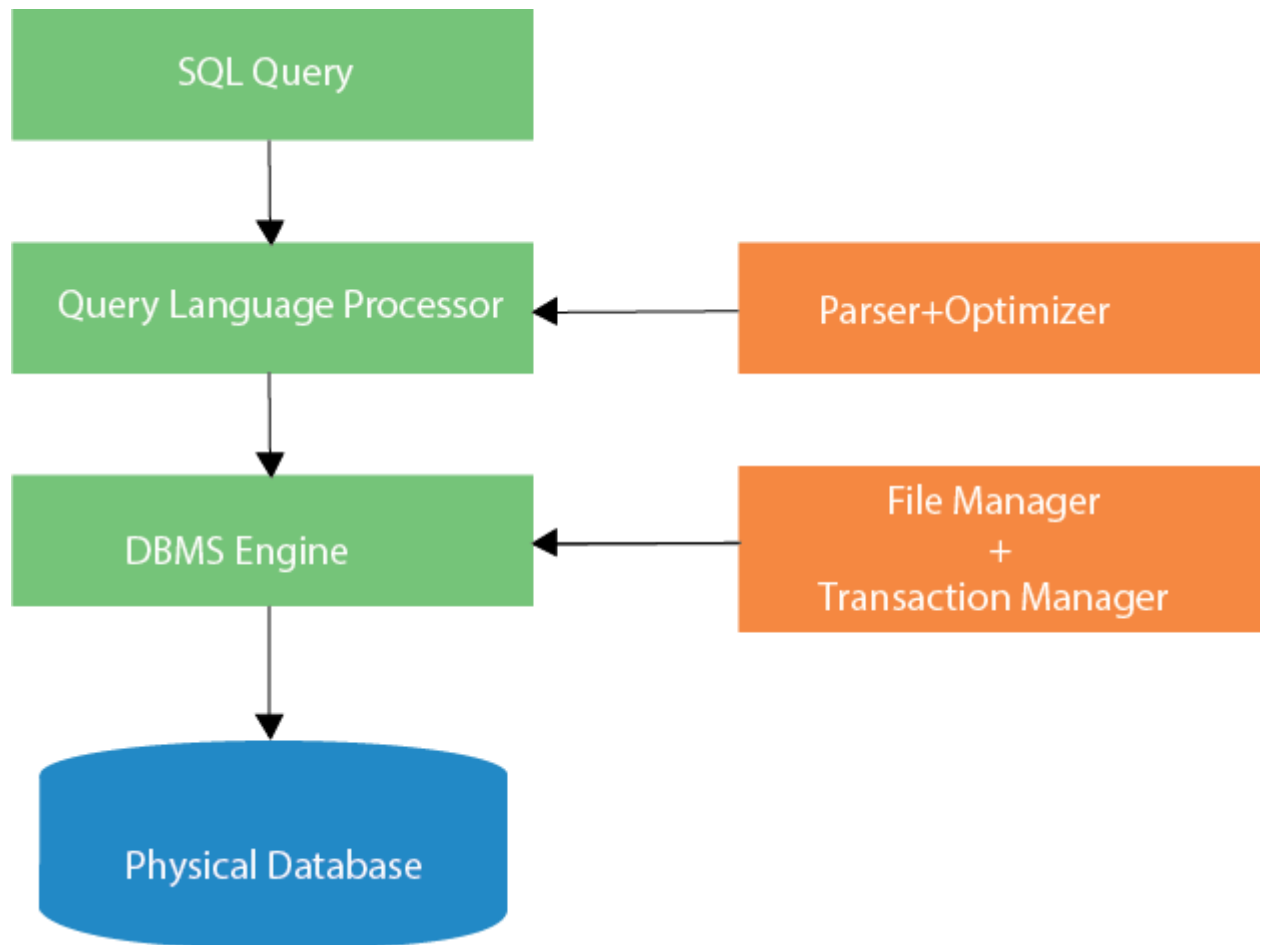 SQL Query
Query Language Processor
Parser+Optimizer
DBMS Engine
File Manager
+
Transaction Manager
Physical Database